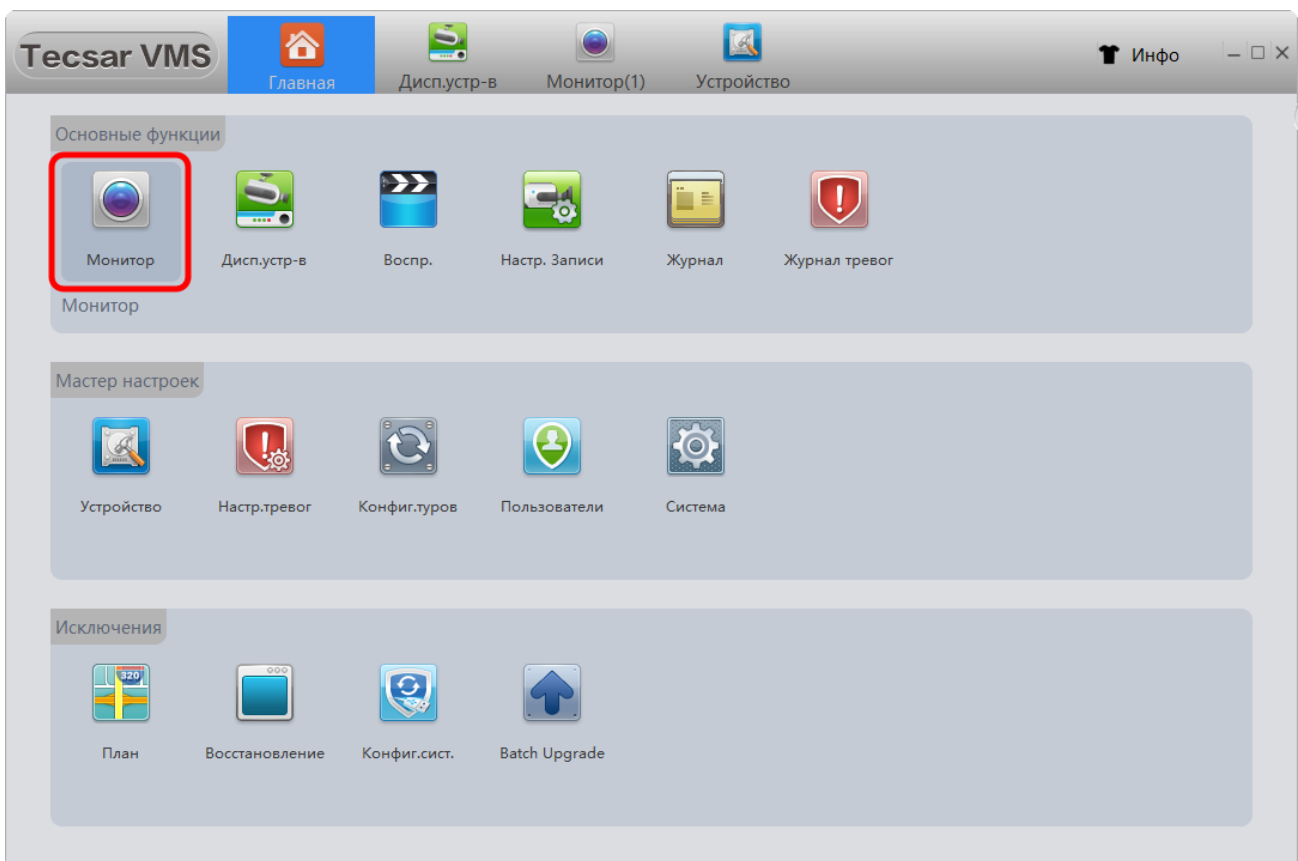 Tecsar VMS
Главная
Дисп.устр-в
Монитор(1)
Устройство
Инфо
Основные функции
Монитор
Дисп.устр-в
Воспр.
Настр. Записи
Журнал
Журнал тревог
Монитор
Мастер настроек
Устройство
Настр.тревог
Конфиг.туров
Пользователи
Система
Исключения
320
План
Восстановление
Конфиг.сист.
Batch Upgrade